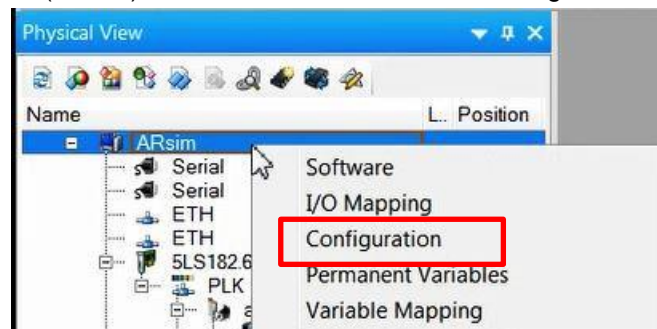 Physical View
Name L.. Position
ARsim
Serial
Serial
ETH
ETH
5LS182.6
PLK
Software
I/O Mapping
Configuration
Permanent Variables
Variable Mapping